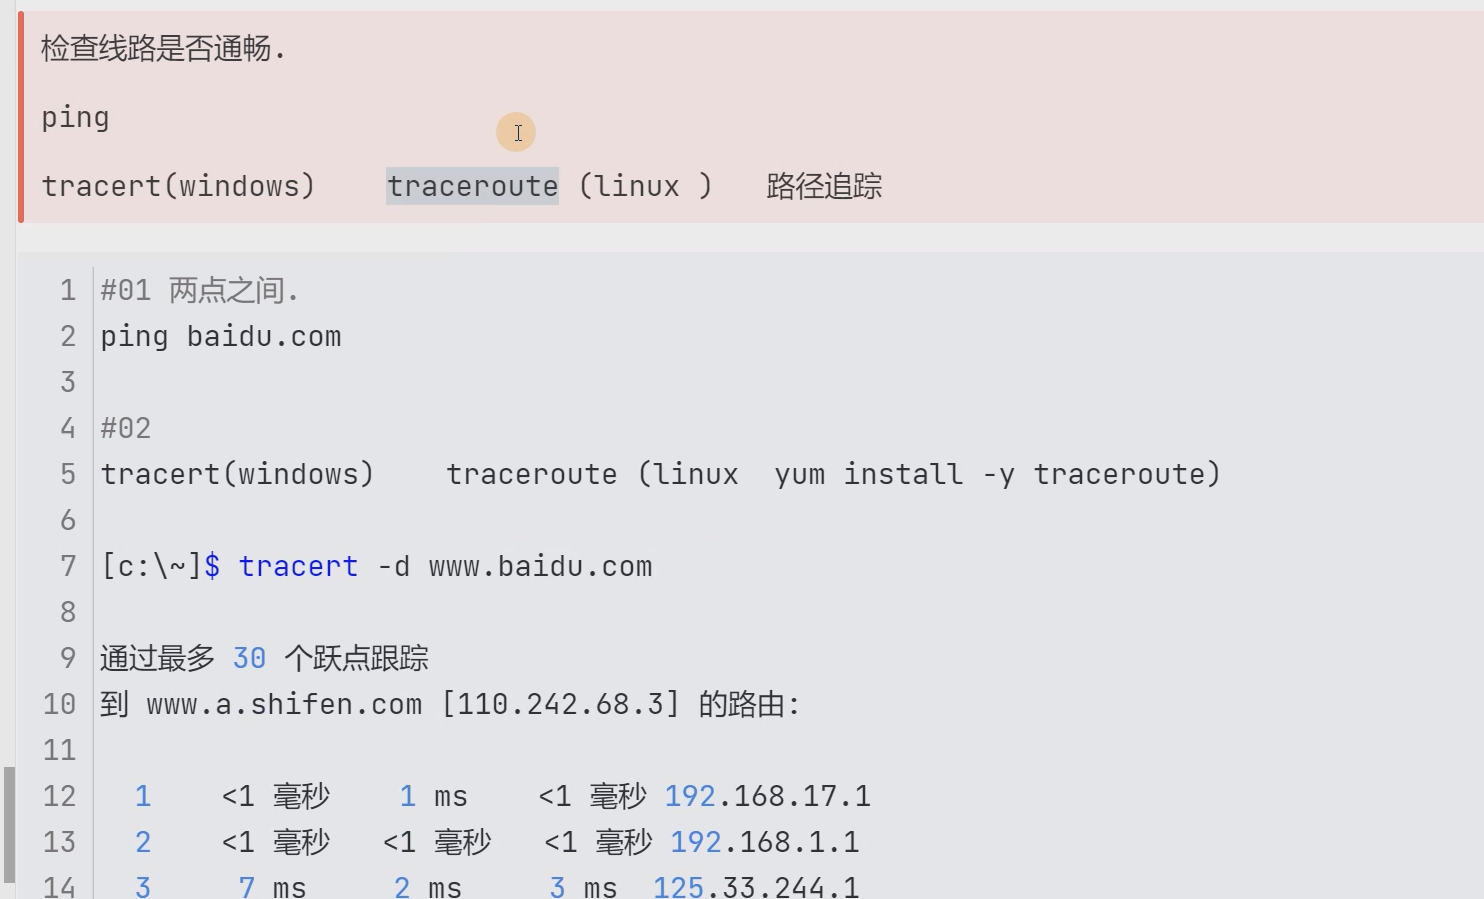 检查线路是否通畅.
ping
tracert(windows)    traceroute (linux )   路径追踪
1 #01 两点之间.
2 ping baidu.com
3
4 #02
5 tracert(windows)    traceroute (linux  yum install -y traceroute)
6
7 [c:\~]$ tracert -d www.baidu.com
8
9 通过最多 30 个跃点跟踪
10 到 www.a.shifen.com [110.242.68.3] 的路由:
11
12   1    <1 毫秒    1 ms    <1 毫秒 192.168.17.1
13   2    <1 毫秒   <1 毫秒   <1 毫秒 192.168.1.1
14   3     7 ms     2 ms     3 ms  125.33.244.1